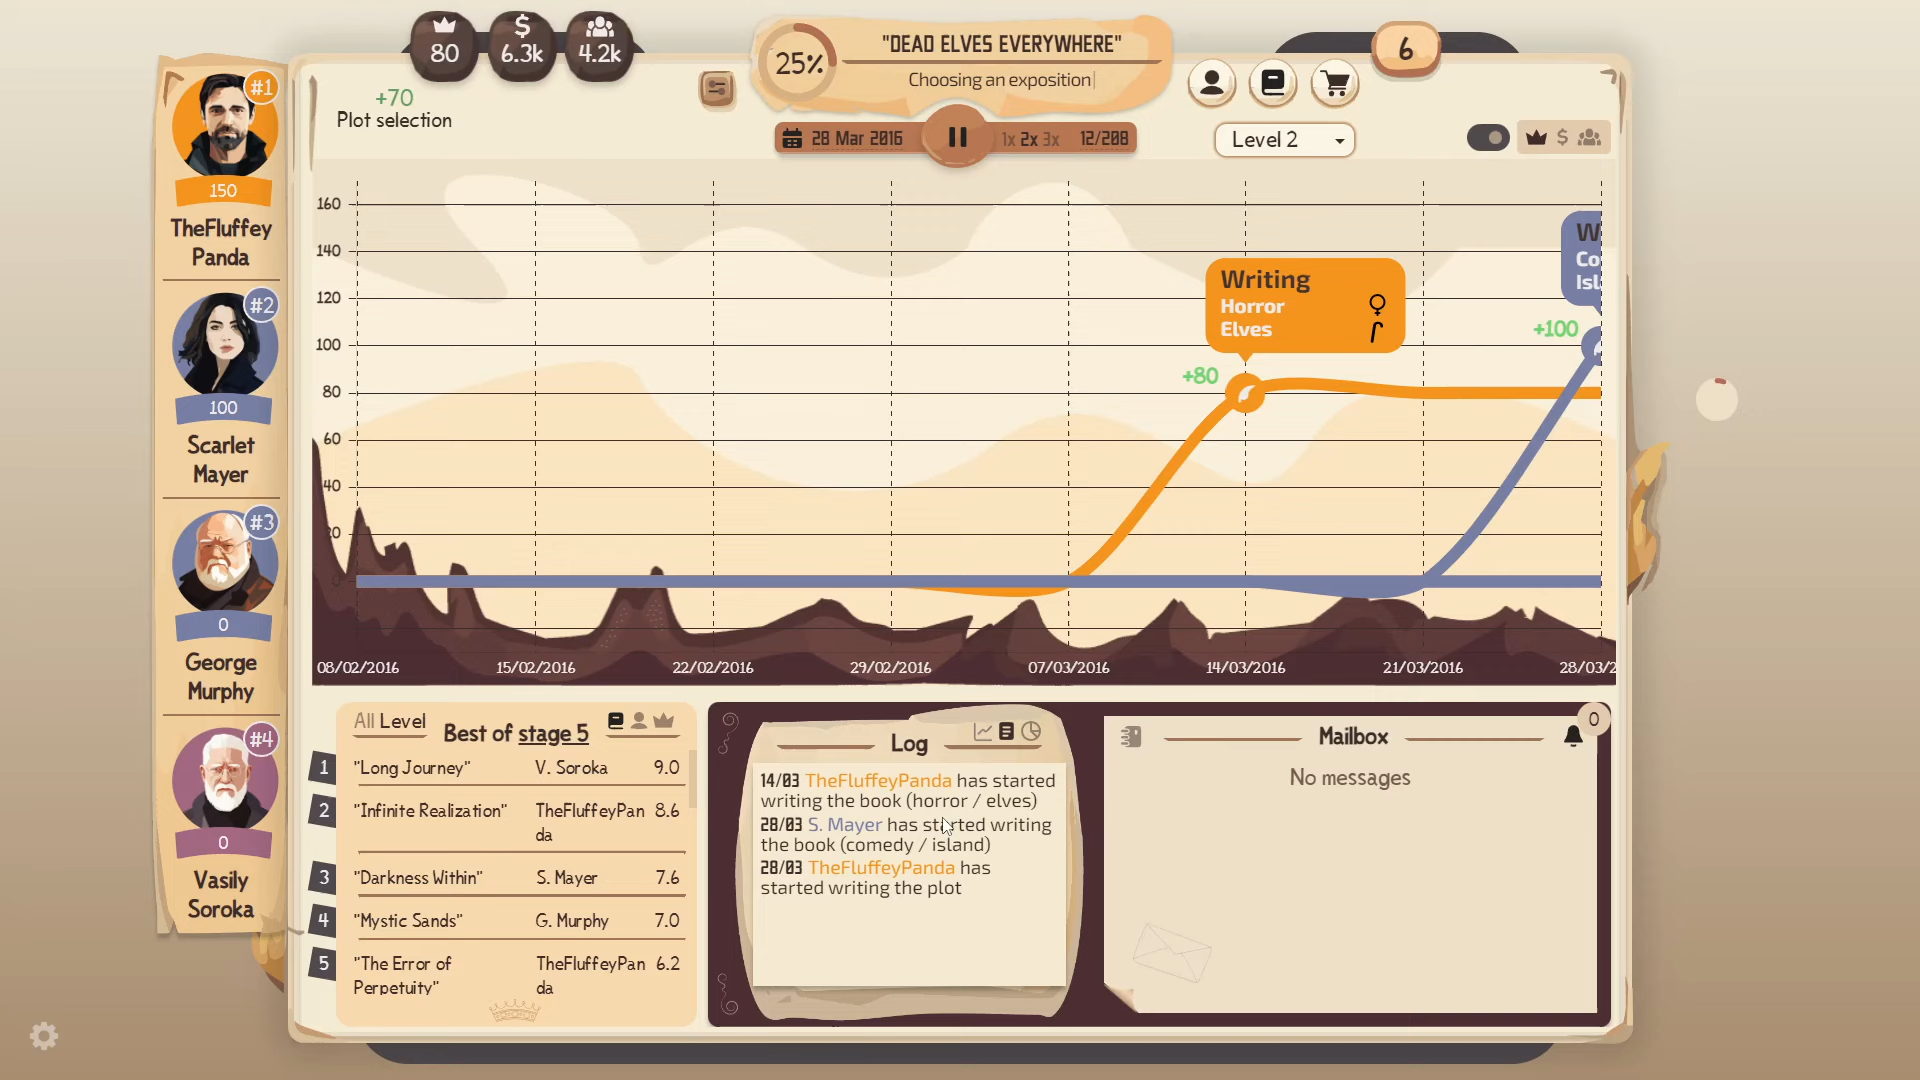 80
6.3k
4.2k
25%
"DEAD ELVES EVERYWHERE"
Choosing an exposition
6
+70
Plot selection
28 Mar 2016
1x 2x 3x
12/208
Level 2
#1
150
TheFluffey
Panda
#2
100
Scarlet
Mayer
#3
0
George
Murphy
#4
0
Vasily
Soroka
160
140
120
100
80
60
40
20
Writing
Horror
Elves
+80
+100
W
Co
Isl
08/02/2016
15/02/2016
22/02/2016
29/02/2016
07/03/2016
14/03/2016
21/03/2016
28/03/2
All Level
Best of stage 5
1 "Long Journey" V. Soroka 9.0
2 "Infinite Realization" TheFluffeyPan 8.6
da
3 "Darkness Within" S. Mayer 7.6
4 "Mystic Sands" G. Murphy 7.0
5 "The Error of TheFluffeyPan 6.2
Perpetuity" da
Log
14/03 TheFluffeyPanda has started
writing the book (horror / elves)
28/03 S. Mayer has started writing
the book (comedy / island)
28/03 TheFluffeyPanda has
started writing the plot
Mailbox
0
No messages